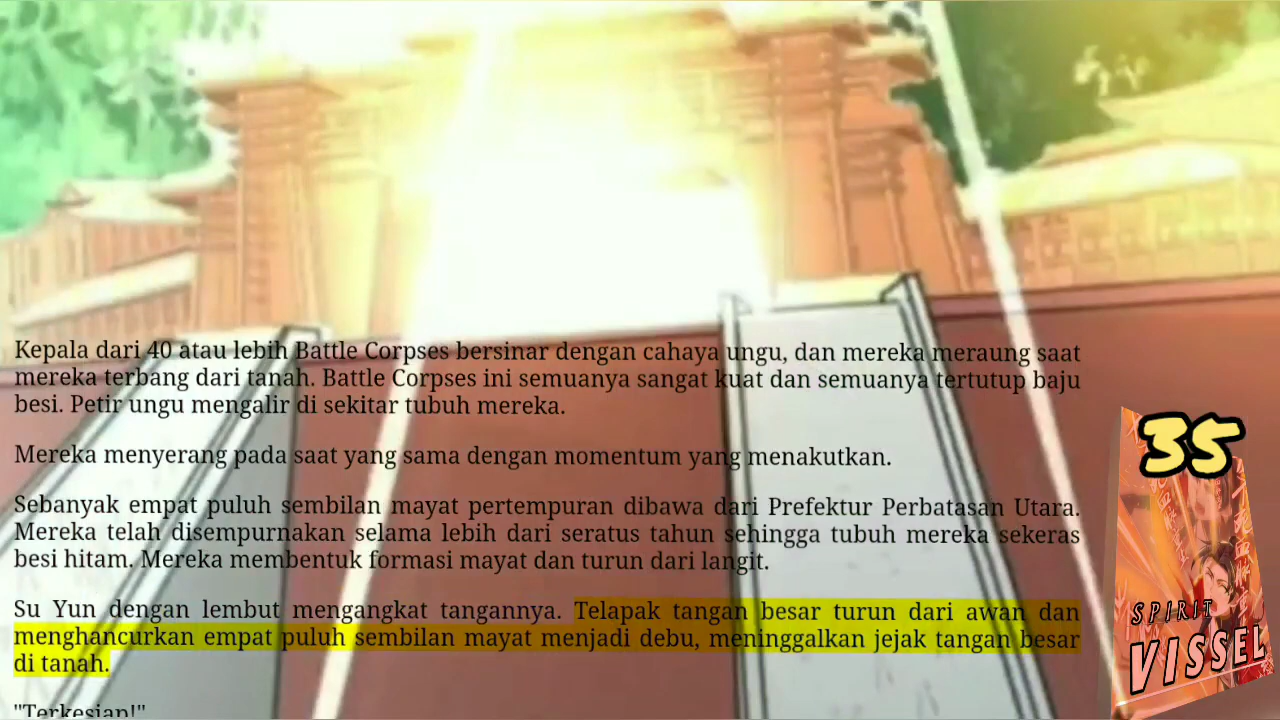 Kepala dari 40 atau lebih Battle Corpses bersinar dengan cahaya ungu, dan mereka meraung saat
mereka terbang dari tanah. Battle Corpses ini semuanya sangat kuat dan semuanya tertutup baju
besi. Petir ungu mengalir di sekitar tubuh mereka.
Mereka menyerang pada saat yang sama dengan momentum yang menakutkan.
Sebanyak empat puluh sembilan mayat pertempuran dibawa dari Prefektur Perbatasan Utara.
Mereka telah disempurnakan selama lebih dari seratus tahun sehingga tubuh mereka sekeras
besi hitam. Mereka membentuk formasi mayat dan turun dari langit.
Su Yun dengan lembut mengangkat tangannya. Telapak tangan besar turun dari awan dan
menghancurkan empat puluh sembilan mayat menjadi debu, meninggalkan jejak tangan besar
di tanah.
"Terkesiap!"
35
SPIRIT
VISSEL